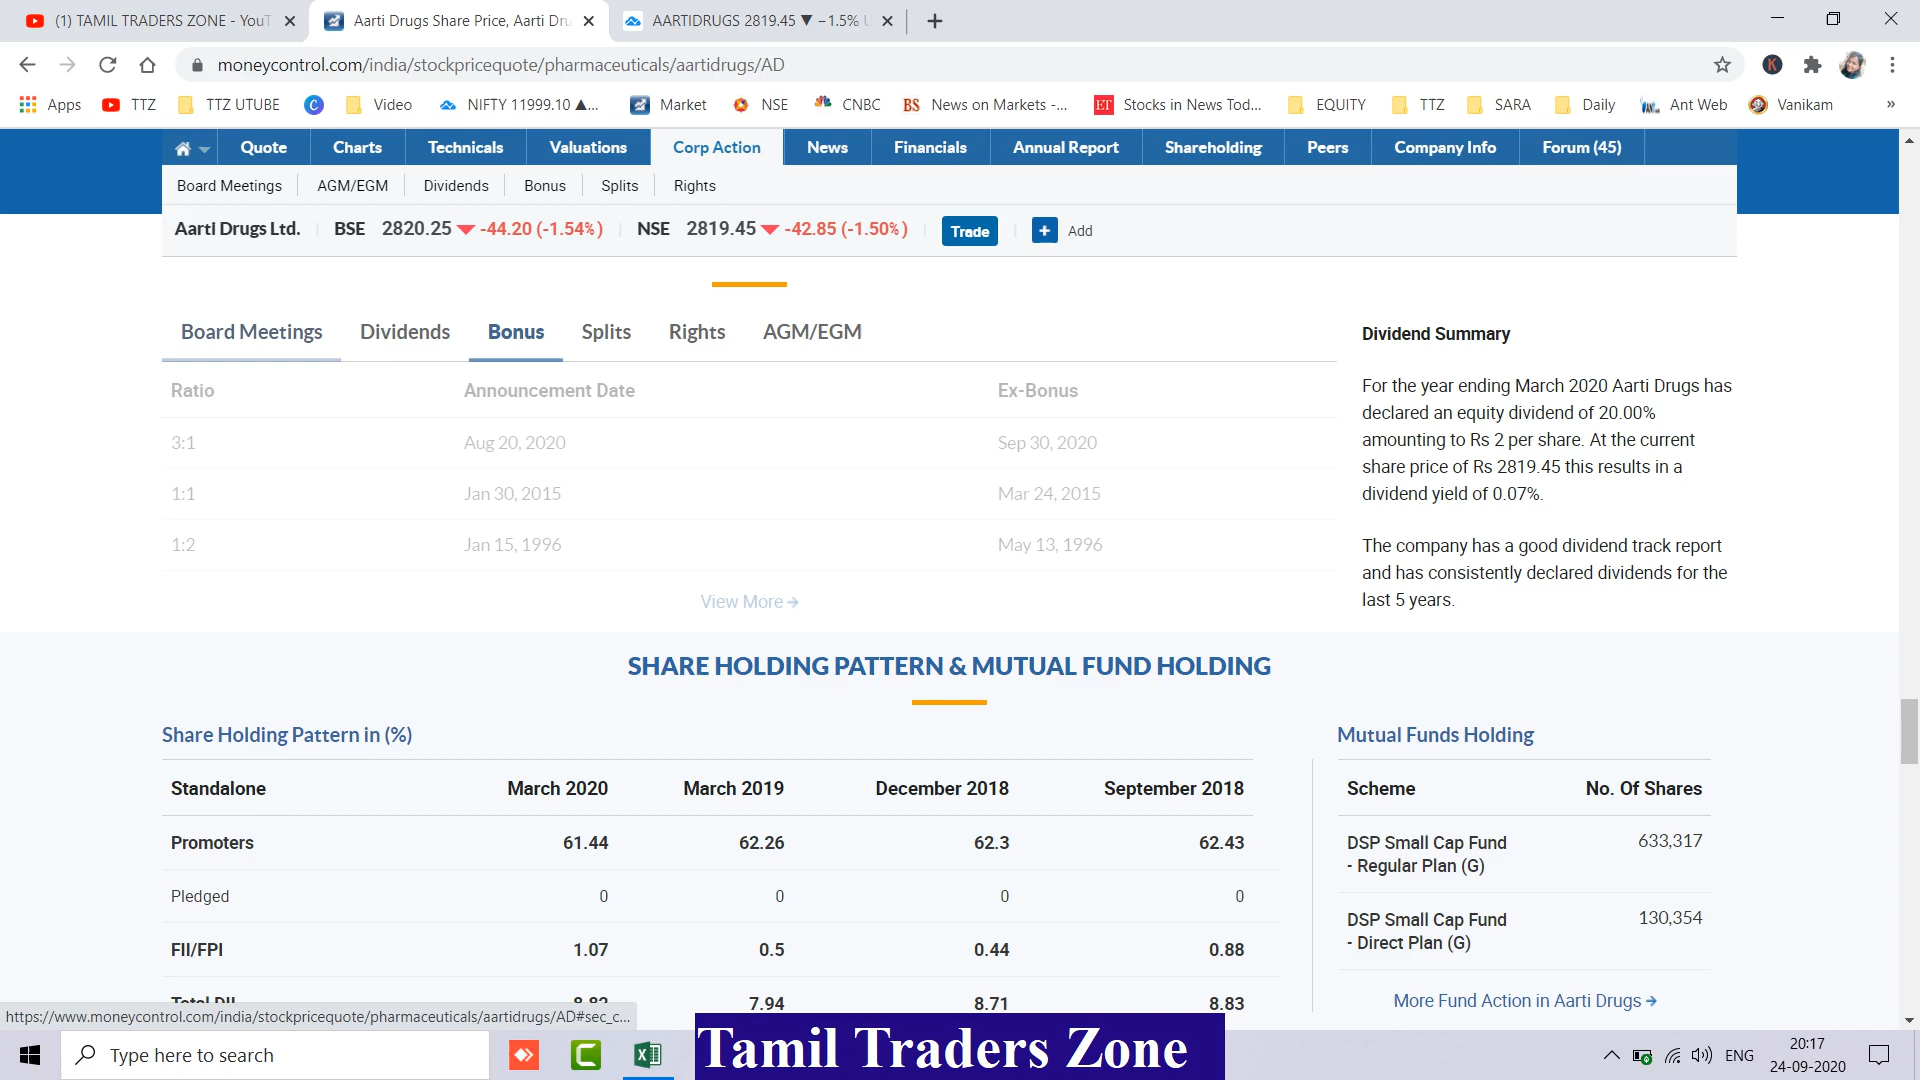 (1) TAMIL TRADERS ZONE - YouT
Aarti Drugs Share Price, Aarti Dru
AARTIDRUGS 2819.45 ▼ −1.5% U
moneycontrol.com/india/stockpricequote/pharmaceuticals/aartidrugs/AD
Apps TTZ TTZ UTUBE Video NIFTY 11999.10 ▲... Market NSE CNBC BS News on Markets -... ET Stocks in News Tod... EQUITY TTZ SARA Daily Ant Web Vanikam »
Quote Charts Technicals Valuations Corp Action News Financials Annual Report Shareholding Peers Company Info Forum (45)
Board Meetings AGM/EGM Dividends Bonus Splits Rights
Aarti Drugs Ltd. BSE 2820.25 -44.20 (-1.54%) NSE 2819.45 -42.85 (-1.50%) Trade + Add
Board Meetings Dividends Bonus Splits Rights AGM/EGM
Ratio Announcement Date Ex-Bonus
3:1 Aug 20, 2020 Sep 30, 2020
1:1 Jan 30, 2015 Mar 24, 2015
1:2 Jan 15, 1996 May 13, 1996
View More
Dividend Summary
For the year ending March 2020 Aarti Drugs has
declared an equity dividend of 20.00%
amounting to Rs 2 per share. At the current
share price of Rs 2819.45 this results in a
dividend yield of 0.07%.
The company has a good dividend track report
and has consistently declared dividends for the
last 5 years.
SHARE HOLDING PATTERN & MUTUAL FUND HOLDING
Share Holding Pattern in (%)
Standalone March 2020 March 2019 December 2018 September 2018
Promoters 61.44 62.26 62.3 62.43
Pledged 0 0 0 0
FII/FPI 1.07 0.5 0.44 0.88
Total DII 8.82 7.94 8.71 8.83
Mutual Funds Holding
Scheme No. Of Shares
DSP Small Cap Fund 633,317
- Regular Plan (G)
DSP Small Cap Fund 130,354
- Direct Plan (G)
More Fund Action in Aarti Drugs
https://www.moneycontrol.com/india/stockpricequote/pharmaceuticals/aartidrugs/AD#sec_c...
Type here to search
Tamil Traders Zone
ENG
20:17
24-09-2020